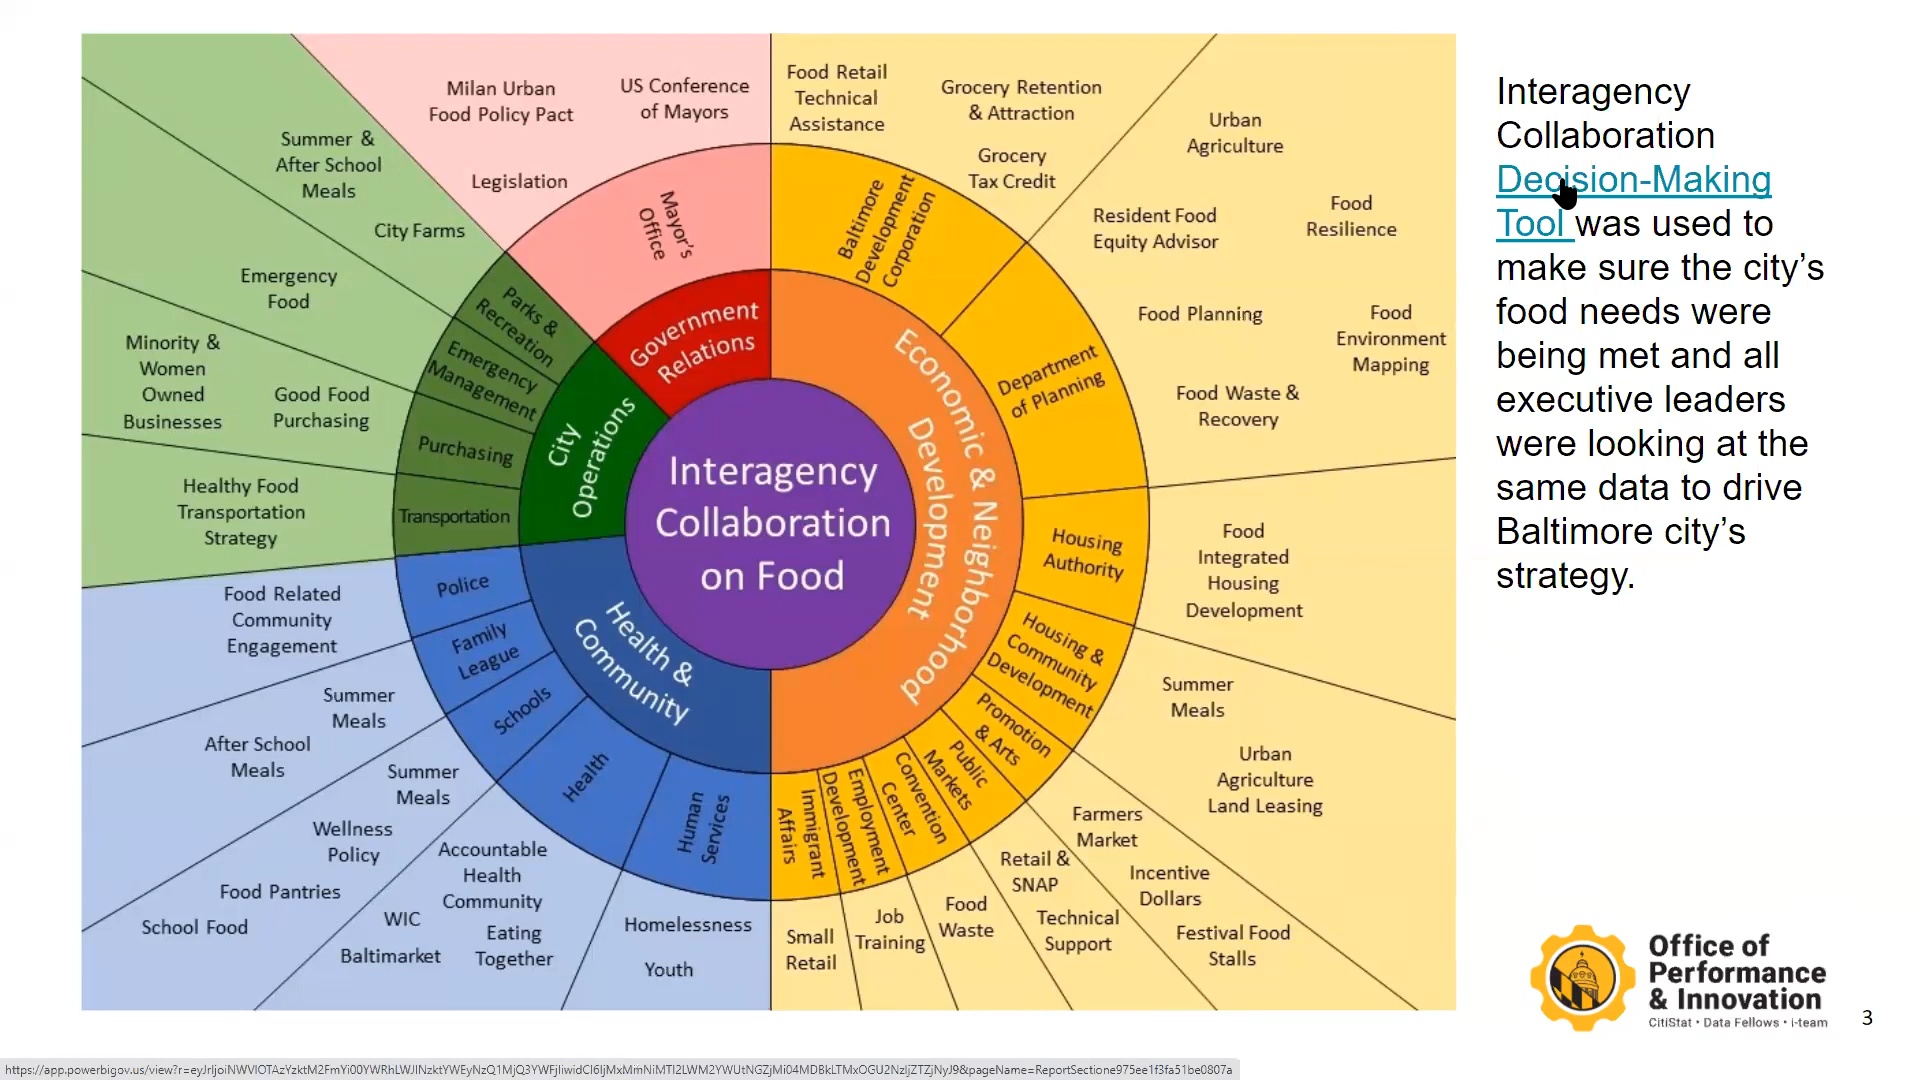 Interagency
Collaboration
Decision-Making
Tool was used to
make sure the city's
food needs were
being met and all
executive leaders
were looking at the
same data to drive
Baltimore city's
strategy.
Interagency
Collaboration
on Food
Government
Relations
Mayor's
Office
Milan Urban
Food Policy Pact
US Conference
of Mayors
Legislation
Economic & Neighborhood
Development
Baltimore
Development
Corporation
Food Retail
Technical
Assistance
Grocery Retention
& Attraction
Grocery
Tax Credit
Department
of Planning
Urban
Agriculture
Resident Food
Equity Advisor
Food
Resilience
Food Planning
Food
Environment
Mapping
Food Waste &
Recovery
Housing
Authority
Food
Integrated
Housing
Development
Housing &
Community
Development
Summer
Meals
Urban
Agriculture
Land Leasing
Promotion
& Arts
Farmers
Market
Incentive
Dollars
Festival Food
Stalls
Public
Markets
Retail &
SNAP
Technical
Support
Convention
Center
Food
Waste
Employment
Development
Job
Training
Immigrant
Affairs
Small
Retail
Health &
Community
Human
Services
Homelessness
Youth
Health
Accountable
Health
Community
WIC
Eating
Together
Baltimarket
Schools
Summer
Meals
Wellness
Policy
Food Pantries
School Food
Family
League
Summer
Meals
After School
Meals
Police
Food Related
Community
Engagement
City
Operations
Transportation
Healthy Food
Transportation
Strategy
Purchasing
Minority &
Women
Owned
Businesses
Good Food
Purchasing
Emergency
Management
Emergency
Food
Parks &
Recreation
Summer &
After School
Meals
City Farms
Office of
Performance
& Innovation
CitiStat • Data Fellows • i-team
3